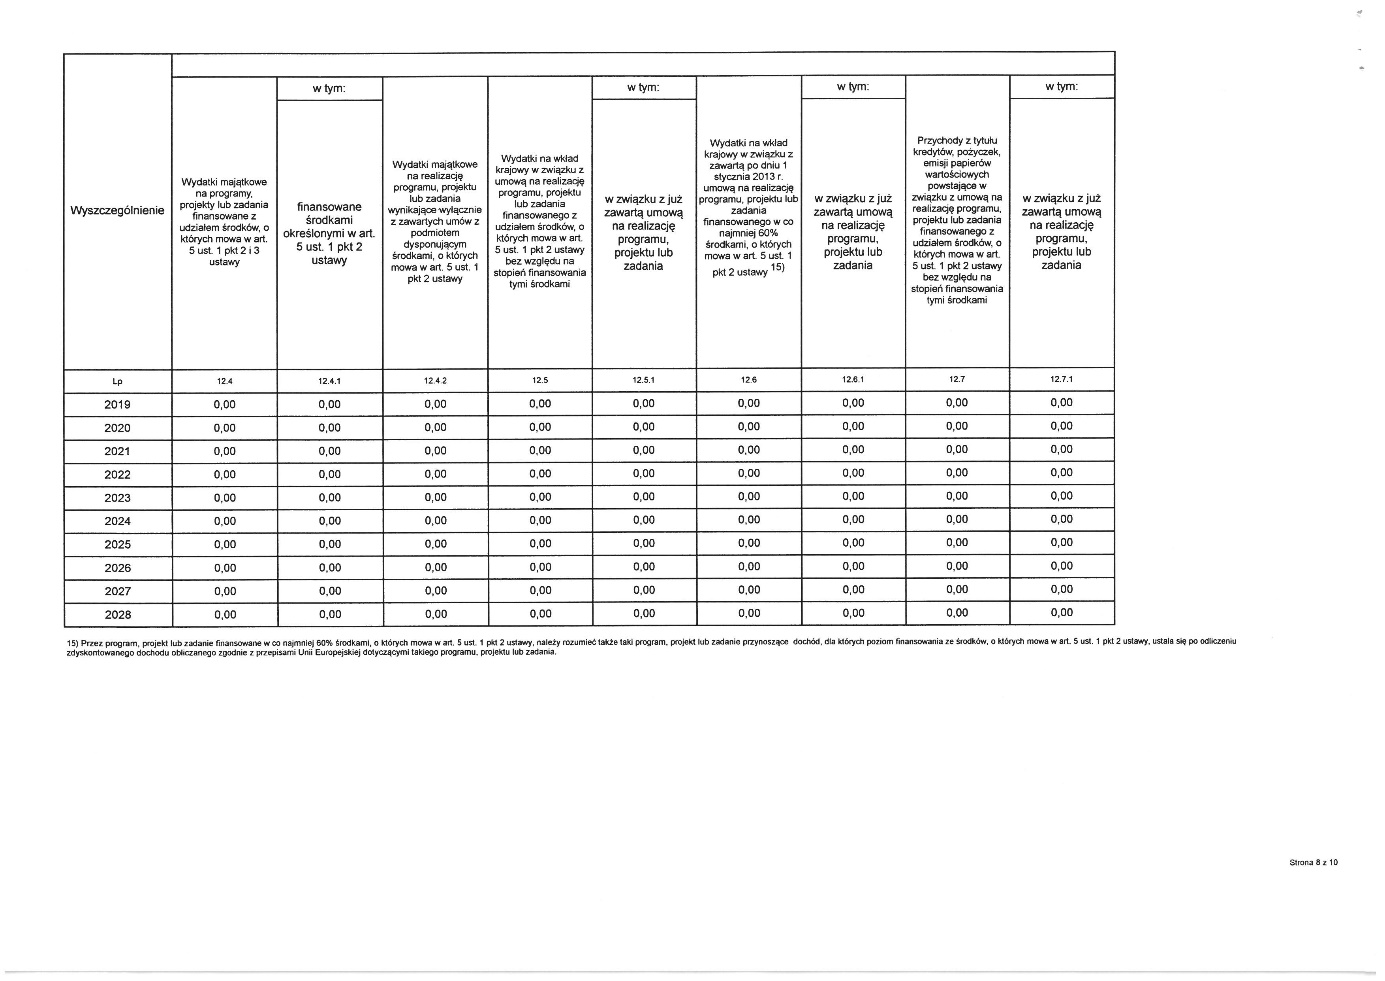 w tym:
w tym:
w tym:
w tym:
Wyszczególnienie
Wydatki majątkowe
na programy,
projekty lub zadania
finansowane z
udziałem środków, o
których mowa w art.
5 ust. 1 pkt 2 i 3
ustawy
finansowane
środkami
określonymi w art.
5 ust. 1 pkt 2
ustawy
Wydatki majątkowe
na realizację
programu, projektu
lub zadania
wynikające wyłącznie
z zawartych umów z
podmiotem
dysponującym
środkami, o których
mowa w art. 5 ust. 1
pkt 2 ustawy
Wydatki na wkład
krajowy w związku z
umową na realizację
programu, projektu
lub zadania
finansowanego z
udziałem środków, o
których mowa w art.
5 ust. 1 pkt 2 ustawy
bez względu na
stopień finansowania
tymi środkami
w związku z już
zawartą umową
na realizację
programu,
projektu lub
zadania
Wydatki na wkład
krajowy w związku z
zawartą po dniu 1
stycznia 2013 r.
umową na realizację
programu, projektu lub
zadania
finansowanego w co
najmniej 60%
środkami, o których
mowa w art. 5 ust. 1
pkt 2 ustawy 15)
w związku z już
zawartą umową
na realizację
programu,
projektu lub
zadania
Przychody z tytułu
kredytów, pożyczek,
emisji papierów
wartościowych
powstające w
związku z umową na
realizację programu,
projektu lub zadania
finansowanego z
udziałem środków, o
których mowa w art.
5 ust. 1 pkt 2 ustawy
bez względu na
stopień finansowania
tymi środkami
w związku z już
zawartą umową
na realizację
programu,
projektu lub
zadania
Lp 12.4 12.4.1 12.4.2 12.5 12.5.1 12.6 12.6.1 12.7 12.7.1
2019 0,00 0,00 0,00 0,00 0,00 0,00 0,00 0,00 0,00
2020 0,00 0,00 0,00 0,00 0,00 0,00 0,00 0,00 0,00
2021 0,00 0,00 0,00 0,00 0,00 0,00 0,00 0,00 0,00
2022 0,00 0,00 0,00 0,00 0,00 0,00 0,00 0,00 0,00
2023 0,00 0,00 0,00 0,00 0,00 0,00 0,00 0,00 0,00
2024 0,00 0,00 0,00 0,00 0,00 0,00 0,00 0,00 0,00
2025 0,00 0,00 0,00 0,00 0,00 0,00 0,00 0,00 0,00
2026 0,00 0,00 0,00 0,00 0,00 0,00 0,00 0,00 0,00
2027 0,00 0,00 0,00 0,00 0,00 0,00 0,00 0,00 0,00
2028 0,00 0,00 0,00 0,00 0,00 0,00 0,00 0,00 0,00
15) Przez program, projekt lub zadanie finansowane w co najmniej 60% środkami, o których mowa w art. 5 ust. 1 pkt 2 ustawy, należy rozumieć także taki program, projekt lub zadanie przynoszące dochód, dla których poziom finansowania ze środków, o których mowa w art. 5 ust. 1 pkt 2 ustawy, ustala się po odliczeniu
zdyskontowanego dochodu obliczanego zgodnie z przepisami Unii Europejskiej dotyczącymi takiego programu, projektu lub zadania.
Strona 8 z 10